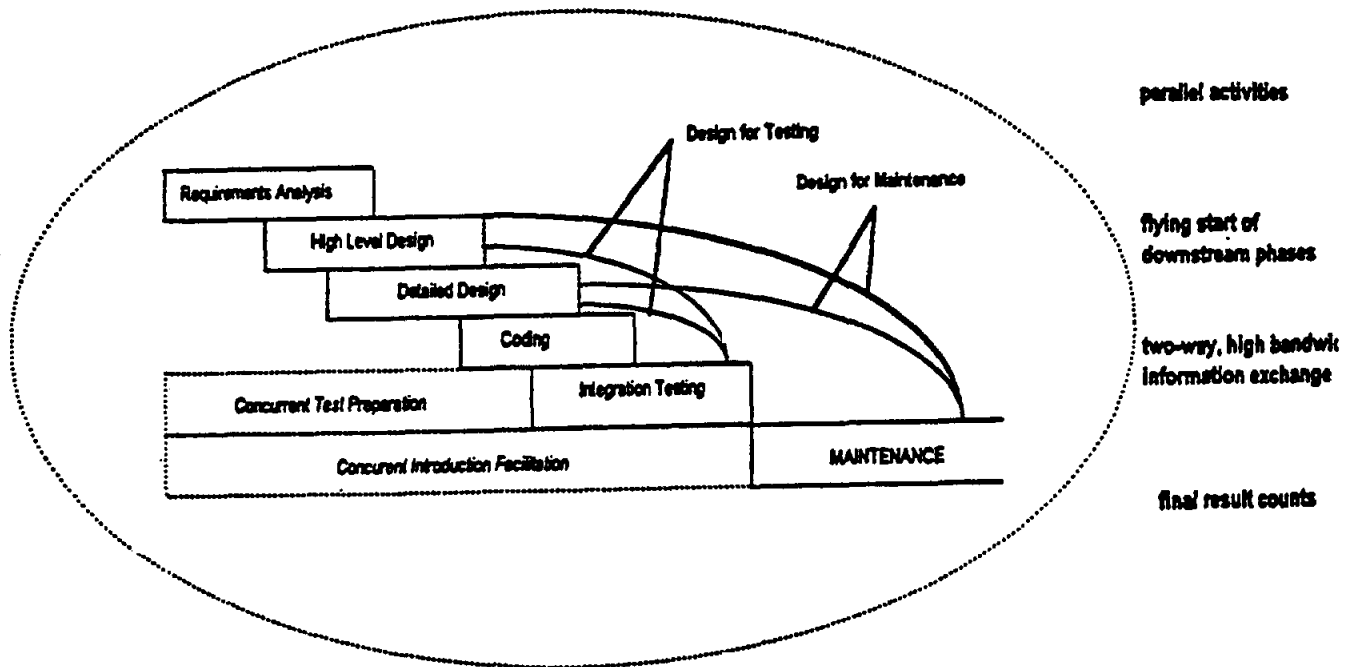 parallel activities
Design for Testing
Design for Maintenance
Requirements Analysis
flying start of
downstream phases
High Level Design
Detailed Design
Coding
two-way, high bandwic
information exchange
Integration Testing
Concurrent Test Preparation
Concurent Introduction Facilitation
MAINTENANCE
final result counts